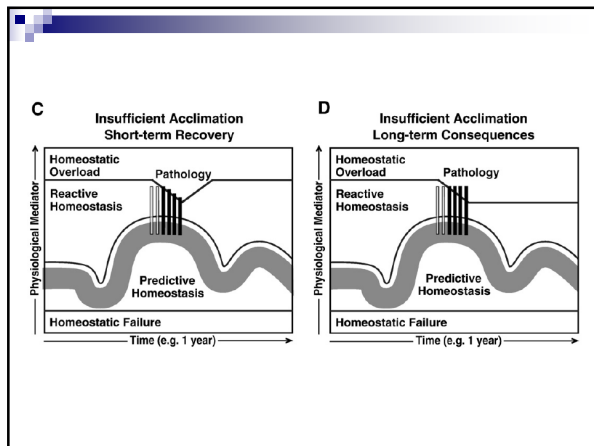 C
Insufficient Acclimation
Short-term Recovery
Physiological Mediator
Homeostatic
Overload
Pathology
Reactive
Homeostasis
Predictive
Homeostasis
Homeostatic Failure
Time (e.g. 1 year)
D
Insufficient Acclimation
Long-term Consequences
Physiological Mediator
Homeostatic
Overload
Pathology
Reactive
Homeostasis
Predictive
Homeostasis
Homeostatic Failure
Time (e.g. 1 year)